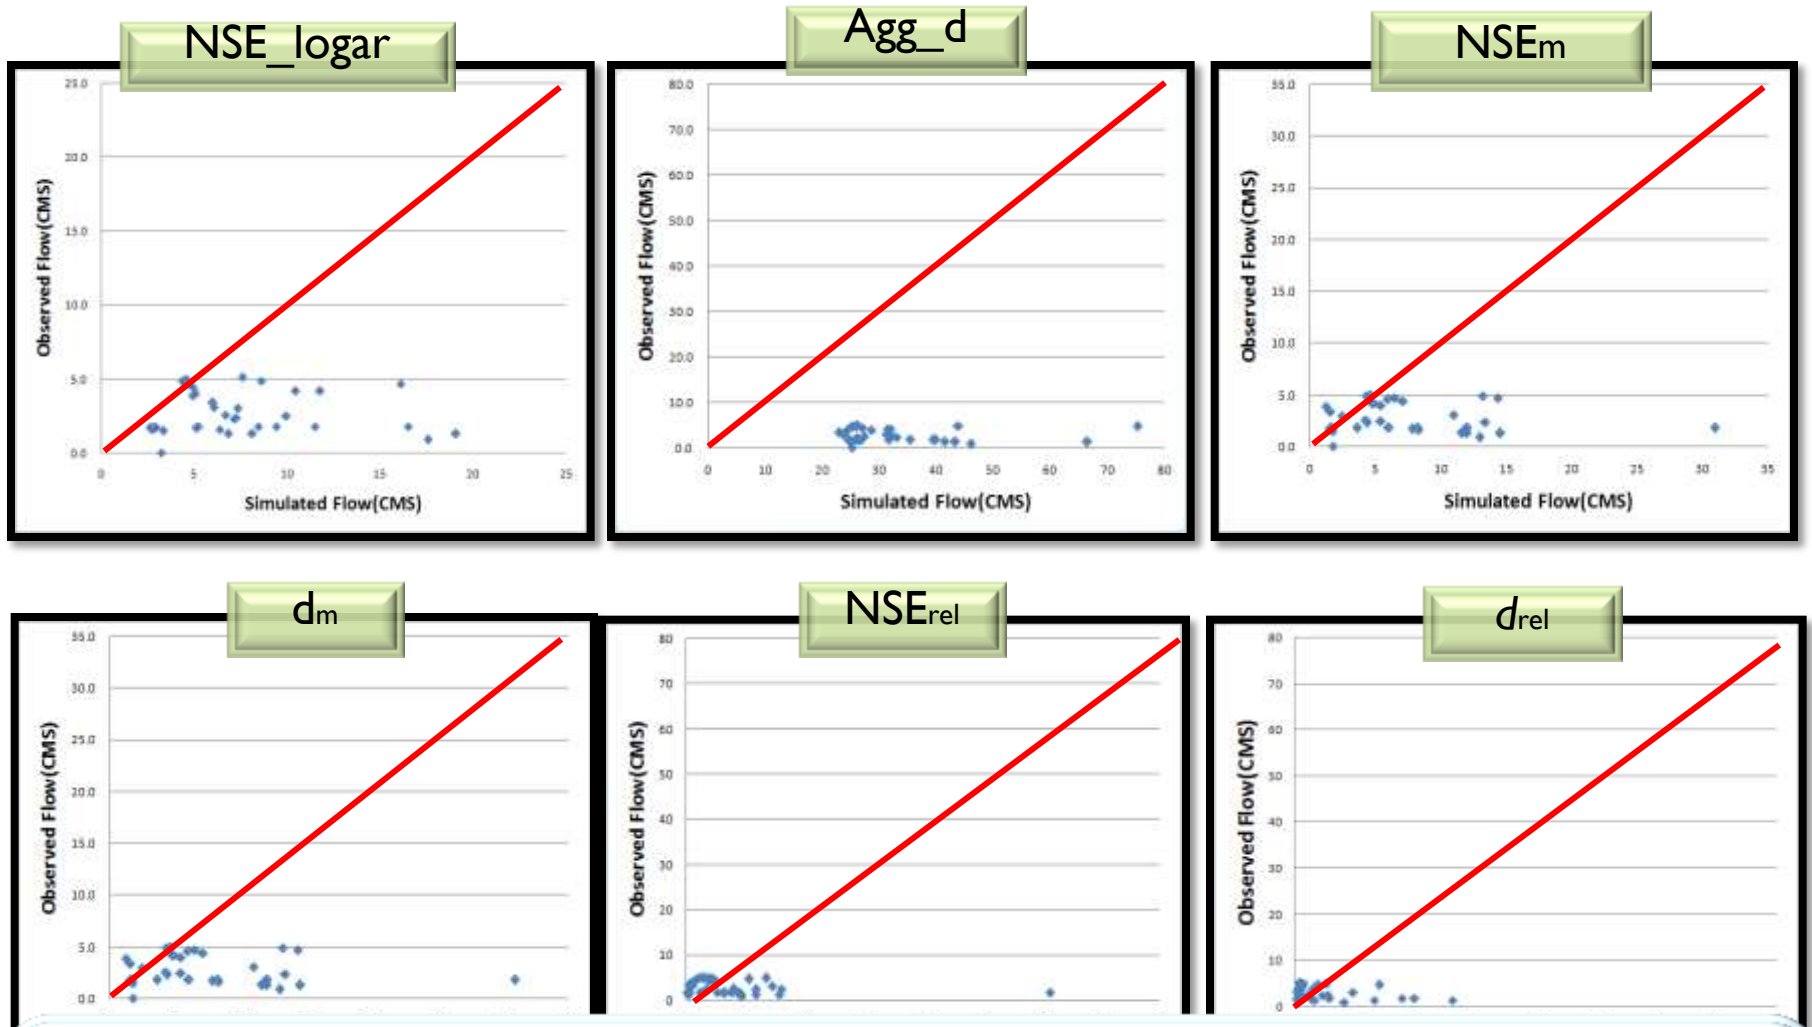 NSE_logar
25.0
20.0
15.0
10.0
5.0
0.0
0 5 10 15 20 25
Observed Flow(CMS)
Simulated Flow(CMS)
Agg_d
80.0
70.0
60.0
50.0
40.0
30.0
20.0
10.0
0.0
0 10 20 30 40 50 60 70 80
Observed Flow(CMS)
Simulated Flow(CMS)
NSEm
35.0
30.0
25.0
20.0
15.0
10.0
5.0
0.0
0 5 10 15 20 25 30 35
Observed Flow(CMS)
Simulated Flow(CMS)
dm
35.0
30.0
25.0
20.0
15.0
10.0
5.0
0.0
Observed Flow(CMS)
NSErel
80
70
60
50
40
30
20
10
0
Observed Flow(CMS)
drel
80
70
60
50
40
30
20
10
0
Observed Flow(CMS)